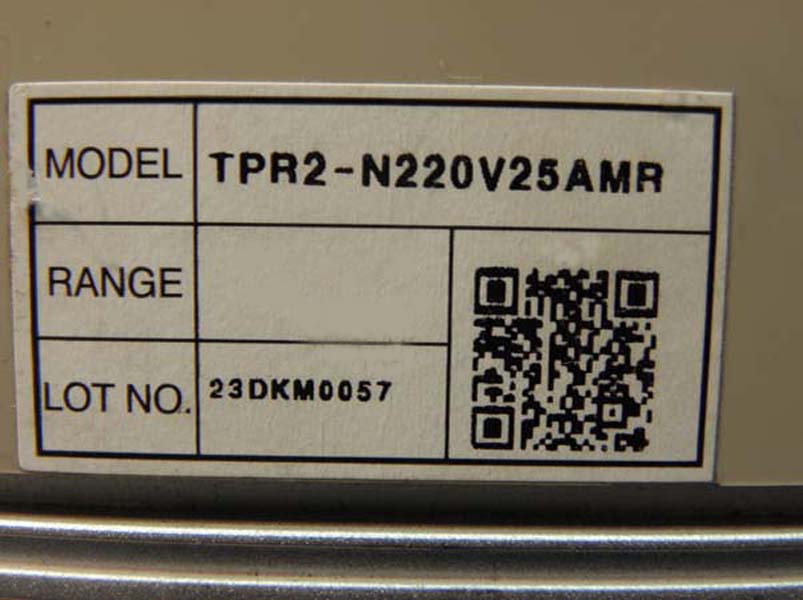 MODEL TPR2-N220V25AMR
RANGE
LOT NO. 23DKM0057